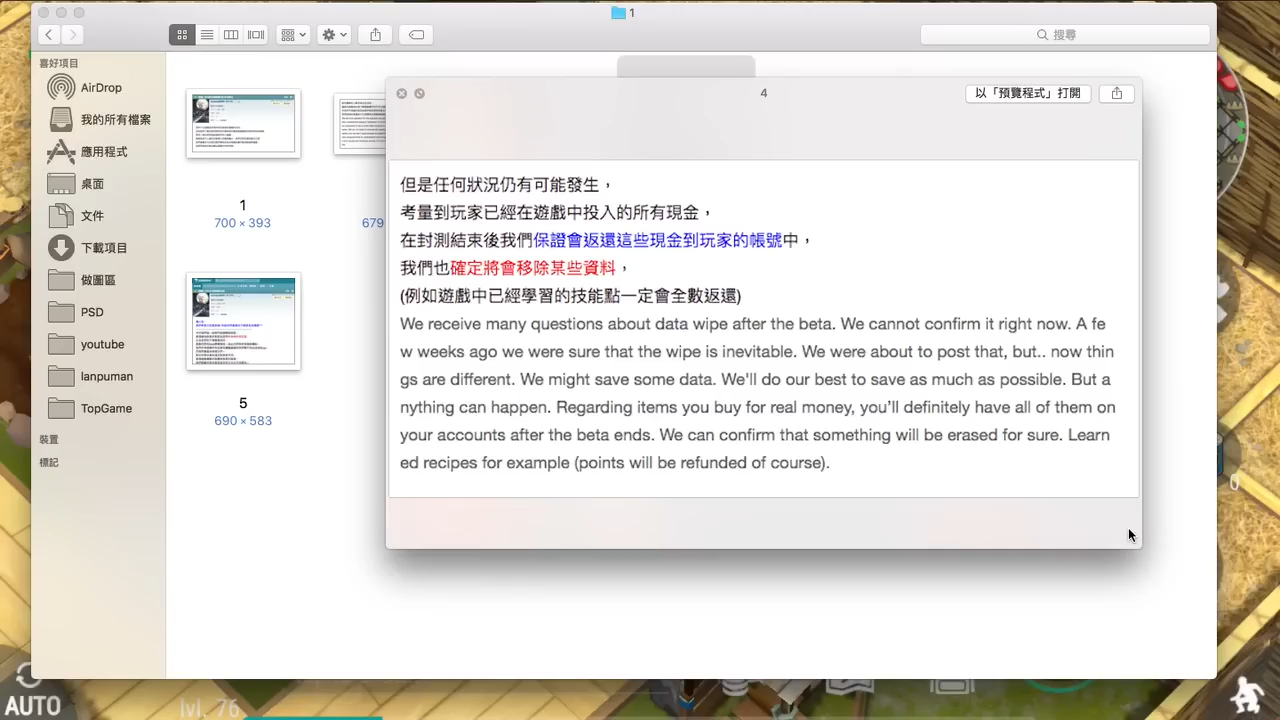 1
搜尋
喜好項目
AirDrop
我的所有檔案
應用程式
桌面
文件
下載項目
做圖區
PSD
youtube
lanpuman
TopGame
裝置
標記
1
700 × 393
679
5
690 × 583
4
以「預覽程式」打開
但是任何狀況仍有可能發生，
考量到玩家已經在遊戲中投入的所有現金，
在封測結束後我們保證會返還這些現金到玩家的帳號中，
我們也確定將會移除某些資料，
(例如遊戲中已經學習的技能點一定會全數返還)
We receive many questions about data wipe after the beta. We cannot confirm it right now. A fe
w weeks ago we were sure that a wipe is inevitable. We were about to post that, but.. now thin
gs are different. We might save some data. We'll do our best to save as much as possible. But a
nything can happen. Regarding items you buy for real money, you'll definitely have all of them on
your accounts after the beta ends. We can confirm that something will be erased for sure. Learn
ed recipes for example (points will be refunded of course).
0
AUTO
lvl. 76